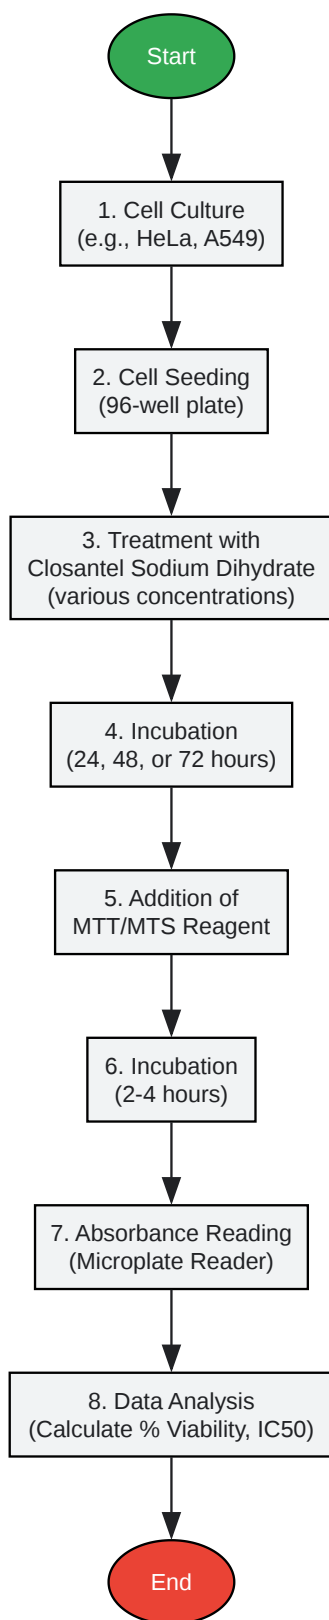 Start
1. Cell Culture
(e.g., HeLa, A549)
2. Cell Seeding
(96-well plate)
3. Treatment with
Closantel Sodium Dihydrate
(various concentrations)
4. Incubation
(24, 48, or 72 hours)
5. Addition of
MTT/MTS Reagent
6. Incubation
(2-4 hours)
7. Absorbance Reading
(Microplate Reader)
8. Data Analysis
(Calculate % Viability, IC50)
End